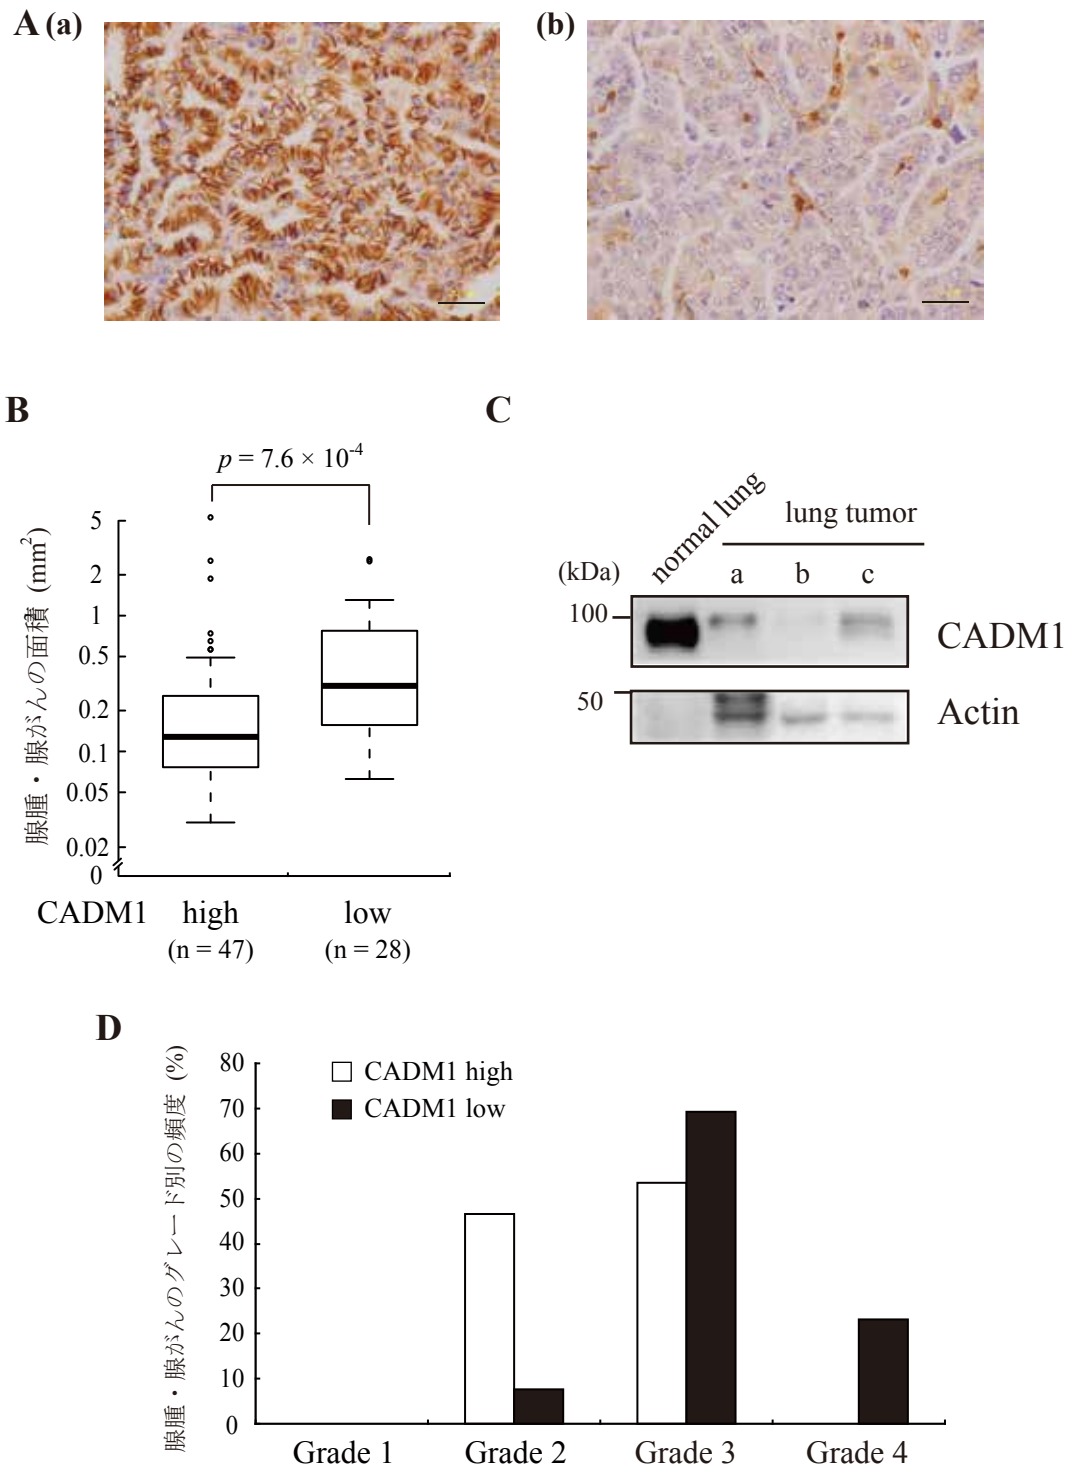 A (a)
(b)
B
p = 7.6 × 10-4
腺腫・腺がんの面積 (mm2)
5
2
1
0.5
0.2
0.1
0.05
0.02
0
CADM1 high low
(n = 47) (n = 28)
C
normal lung
lung tumor
(kDa) a b c
100
CADM1
50
Actin
D
腺腫・腺がんのグレード別の頻度 (%)
80
70
60
50
40
30
20
10
0
CADM1 high
CADM1 low
Grade 1 Grade 2 Grade 3 Grade 4